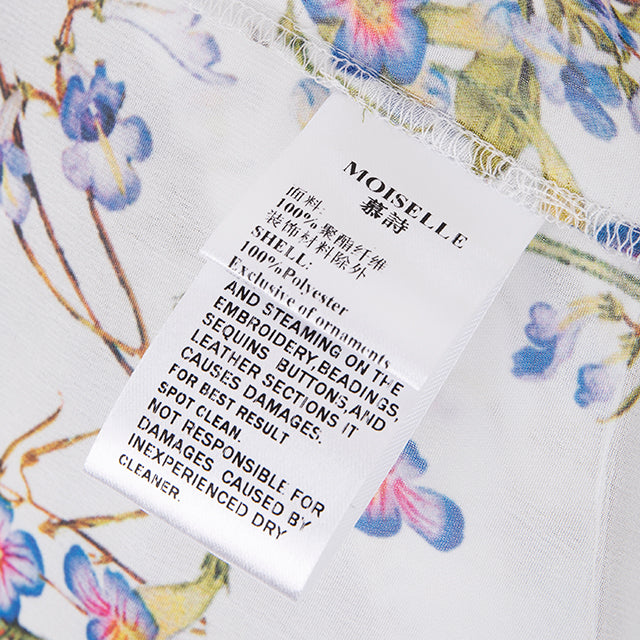 MOISELLE
慕詩
面料:
100%聚酯纤维
装饰材料除外
SHELL:
100%Polyester
Exclusive of ornaments
AND STEAMING ON THE
EMBROIDERY,BEADINGS,
SEQUINS BUTTONS,AND
LEATHER SECTIONS IT
CAUSES DAMAGES.
FOR BEST RESULT
SPOT CLEAN.
NOT RESPONSIBLE FOR
DAMAGES CAUSED BY
INEXPERIENCED DRY
CLEANER.